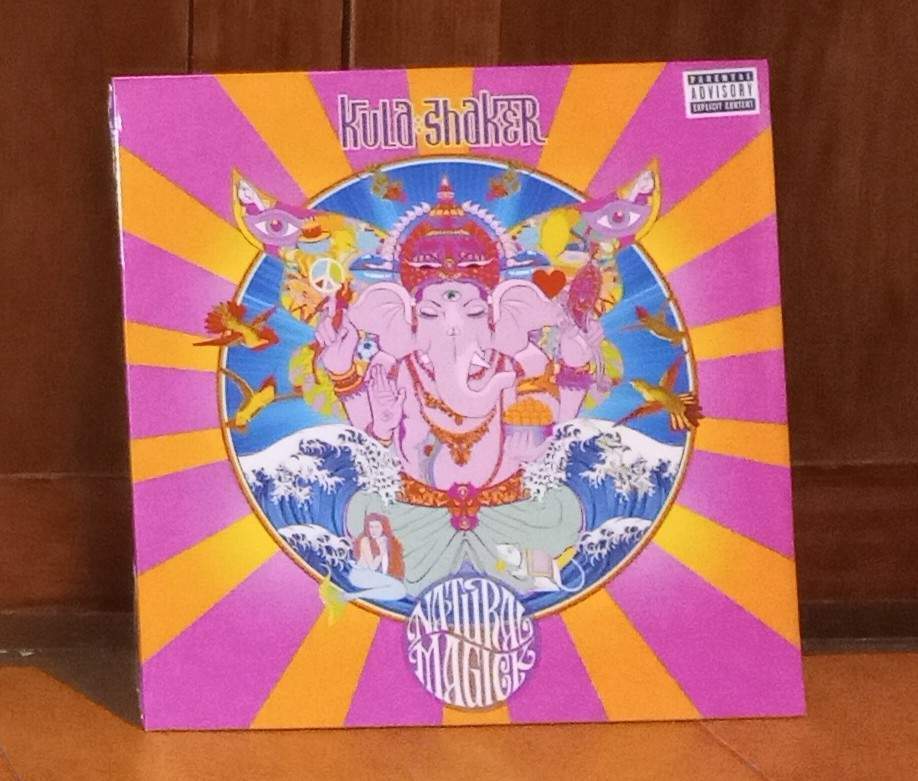 KULA SHAKER
PARENTAL
ADVISORY
EXPLICIT CONTENT
NATURAL
MAGICK